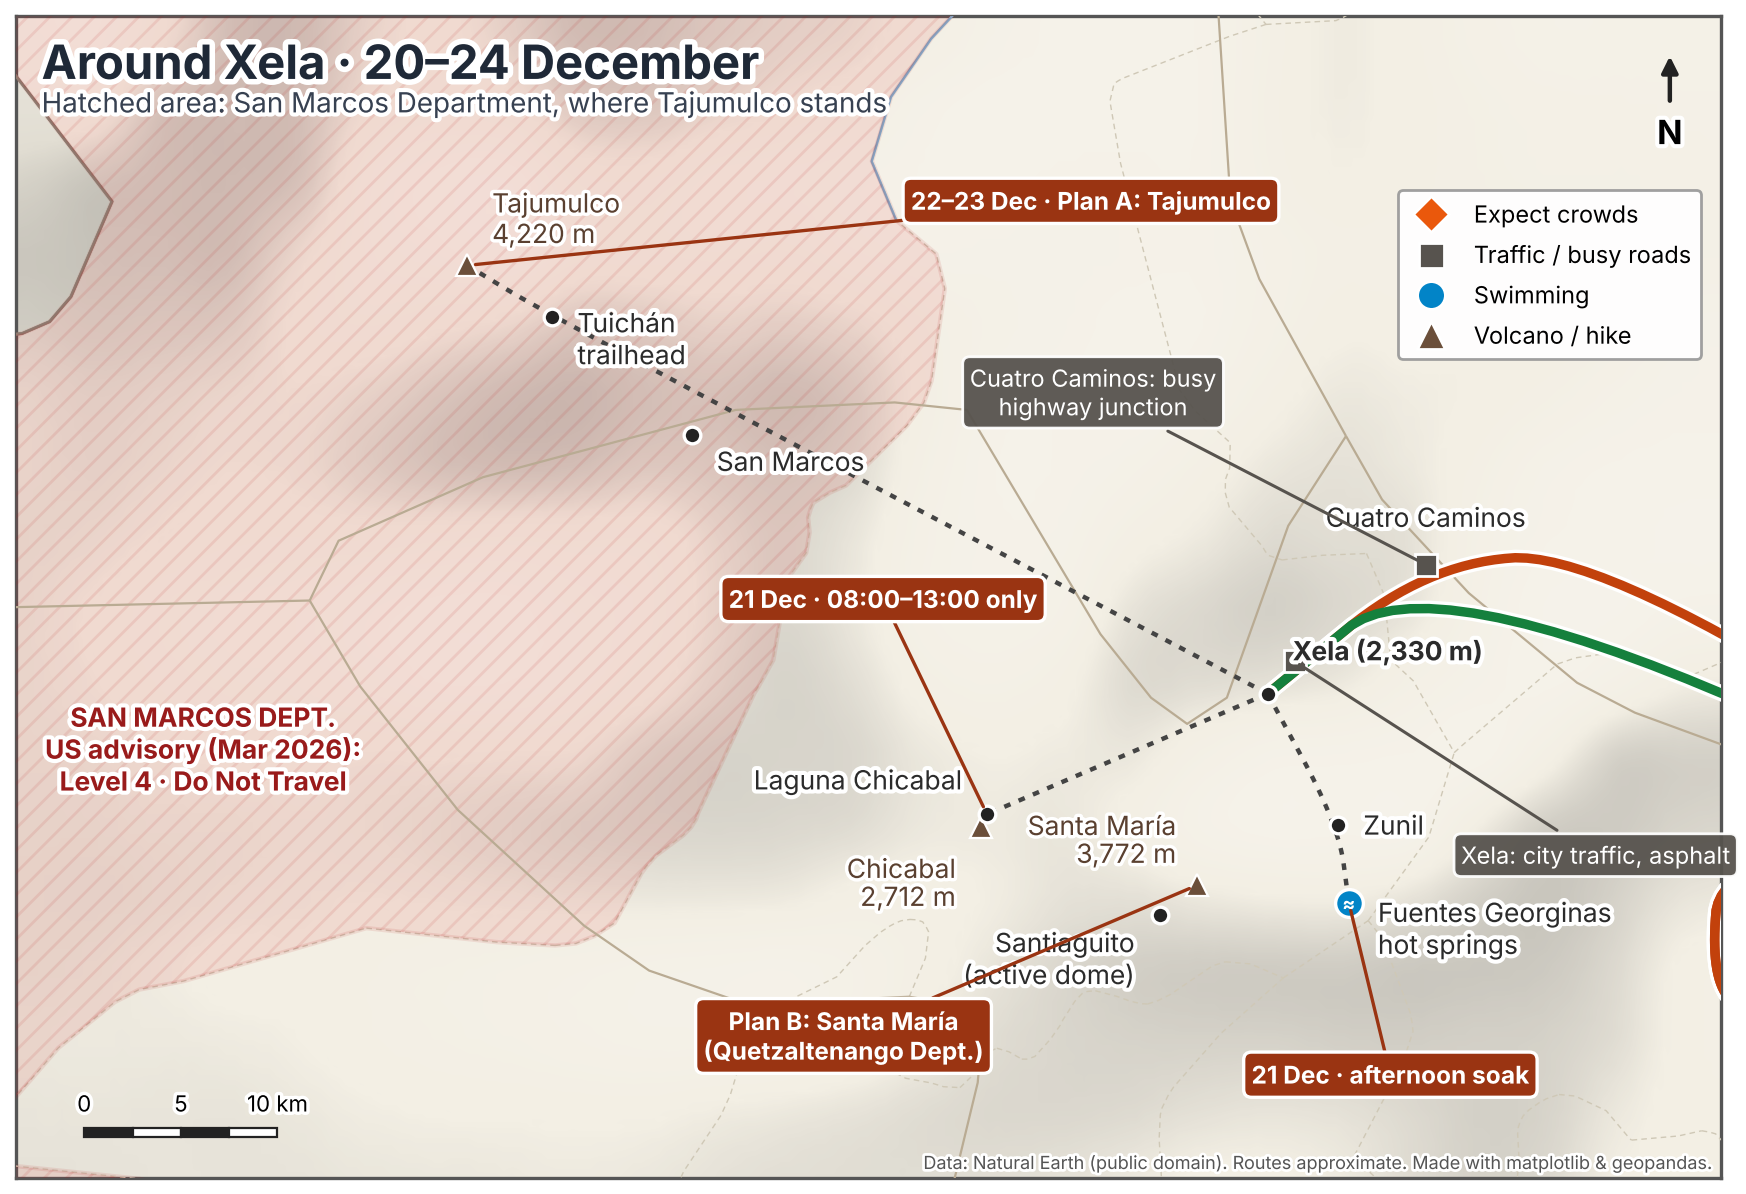 Around Xela · 20–24 December
Hatched area: San Marcos Department, where Tajumulco stands
N
Tajumulco
4,220 m
22–23 Dec · Plan A: Tajumulco
Expect crowds
Traffic / busy roads
Swimming
Volcano / hike
Tuichán
trailhead
Cuatro Caminos: busy
highway junction
San Marcos
Cuatro Caminos
21 Dec · 08:00–13:00 only
Xela (2,330 m)
SAN MARCOS DEPT.
US advisory (Mar 2026):
Level 4 · Do Not Travel
Laguna Chicabal
Santa María
3,772 m
Zunil
Xela: city traffic, asphalt
Chicabal
2,712 m
≈
Fuentes Georginas
hot springs
Santiaguito
(active dome)
Plan B: Santa María
(Quetzaltenango Dept.)
21 Dec · afternoon soak
0 5 10 km
Data: Natural Earth (public domain). Routes approximate. Made with matplotlib & geopandas.